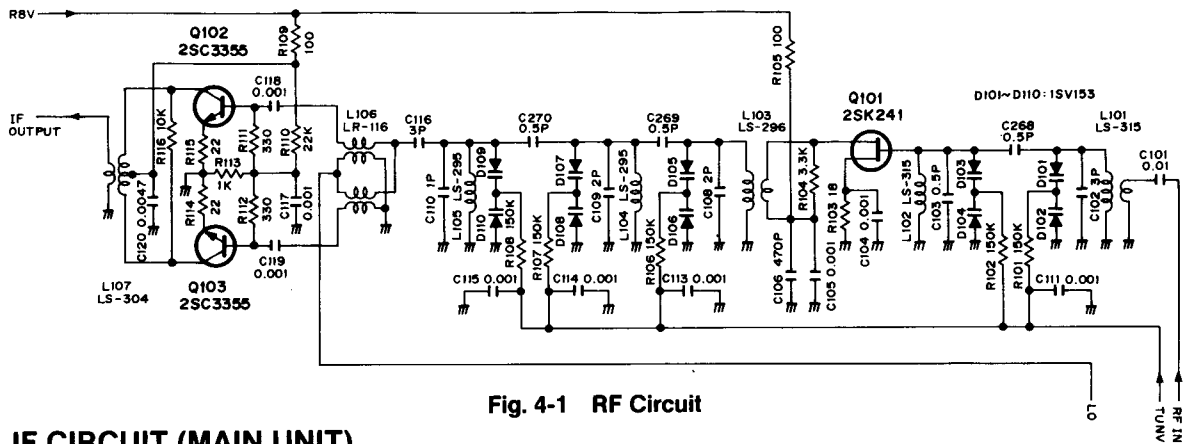 R8V
Q102
2SC3355
R109
100
C118
0.001
R116 10K
R115
22
R111
330
R110
22K
R113
1K
R114
22
R112
330
C117
0.001
C119
0.001
C120 0.0047
IF
OUTPUT
L107
LS-304
Q103
2SC3355
L106
LR-116
C116
3P
C110 1P
L105 LS-295
D109
D110
R108 150K
C270
0.5P
D107
D108
R107 150K
C109 2P
L104 LS-295
C269
0.5P
D105
D106
R106 150K
C108 2P
L103
LS-296
R105 100
R104 3.3K
C115 0.001
C114 0.001
C113 0.001
C106 470P
C105 0.001
Q101
2SK241
R103 18
C104 0.001
L102 LS-315
C103 0.5P
D103
D104
R102 150K
D101~D110:1SV153
C268
0.5P
D101
D102
R101 150K
C102 3P
L101
LS-315
C101
0.01
C111 0.001
LO
TUNV
RF IN
Fig. 4-1 RF Circuit
IF CIRCUIT (MAIN UNIT)